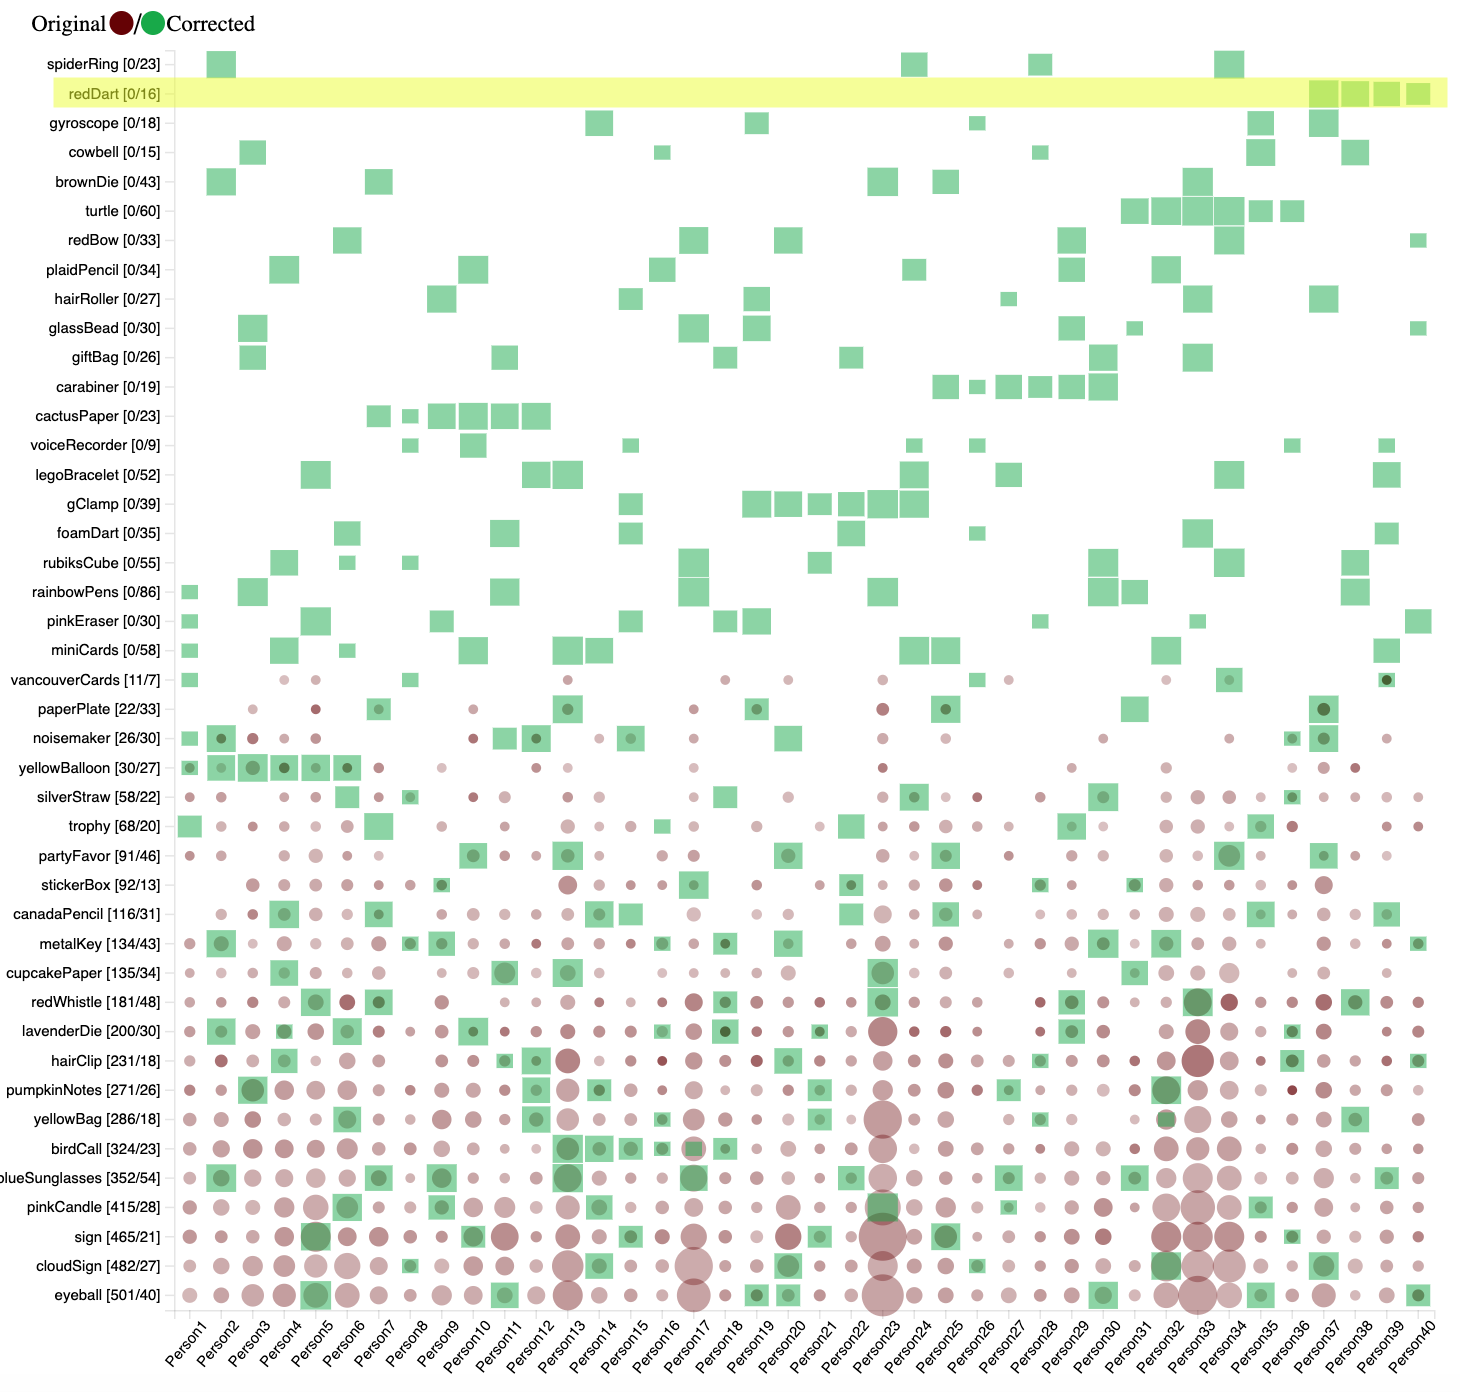 Original / Corrected
spiderRing [0/23]
redDart [0/16]
gyroscope [0/18]
cowbell [0/15]
brownDie [0/43]
turtle [0/60]
redBow [0/33]
plaidPencil [0/34]
hairRoller [0/27]
glassBead [0/30]
giftBag [0/26]
carabiner [0/19]
cactusPaper [0/23]
voiceRecorder [0/9]
legoBracelet [0/52]
gClamp [0/39]
foamDart [0/35]
rubiksCube [0/55]
rainbowPens [0/86]
pinkEraser [0/30]
miniCards [0/58]
vancouverCards [11/7]
paperPlate [22/33]
noisemaker [26/30]
yellowBalloon [30/27]
silverStraw [58/22]
trophy [68/20]
partyFavor [91/46]
stickerBox [92/13]
canadaPencil [116/31]
metalKey [134/43]
cupcakePaper [135/34]
redWhistle [181/48]
lavenderDie [200/30]
hairClip [231/18]
pumpkinNotes [271/26]
yellowBag [286/18]
birdCall [324/23]
blueSunglasses [352/54]
pinkCandle [415/28]
sign [465/21]
cloudSign [482/27]
eyeball [501/40]
Person1
Person2
Person3
Person4
Person5
Person6
Person7
Person8
Person9
Person10
Person11
Person12
Person13
Person14
Person15
Person16
Person17
Person18
Person19
Person20
Person21
Person22
Person23
Person24
Person25
Person26
Person27
Person28
Person29
Person30
Person31
Person32
Person33
Person34
Person35
Person36
Person37
Person38
Person39
Person40